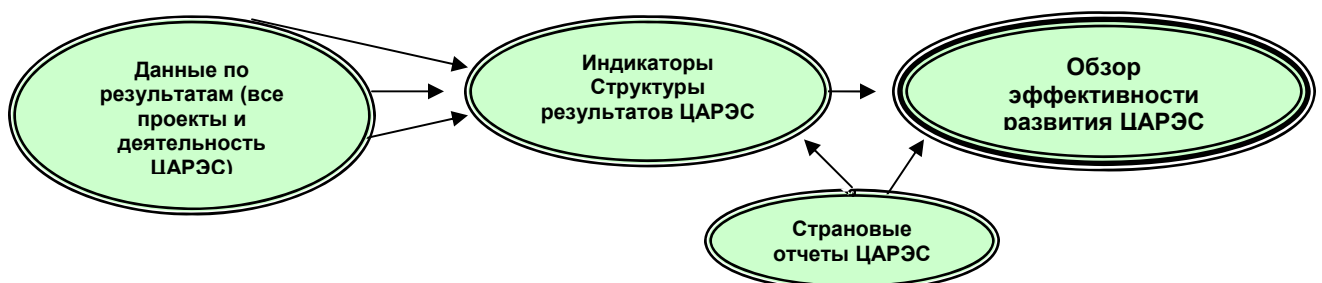 Данные по
результатам (все
проекты и
деятельность
ЦАРЭС)
Индикаторы
Структуры
результатов ЦАРЭС
Обзор
эффективности
развития ЦАРЭС
Страновые
отчеты ЦАРЭС